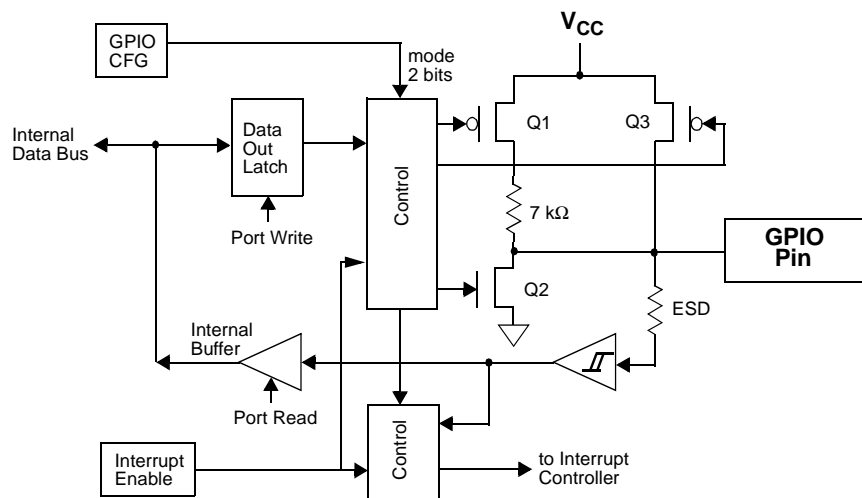 GPIO
CFG
mode
2 bits
VCC
Internal
Data Bus
Data
Out
Latch
Control
Q1
Q3
7 kΩ
Port Write
GPIO
Pin
Q2
ESD
Internal
Buffer
Port Read
Interrupt
Enable
Control
to Interrupt
Controller